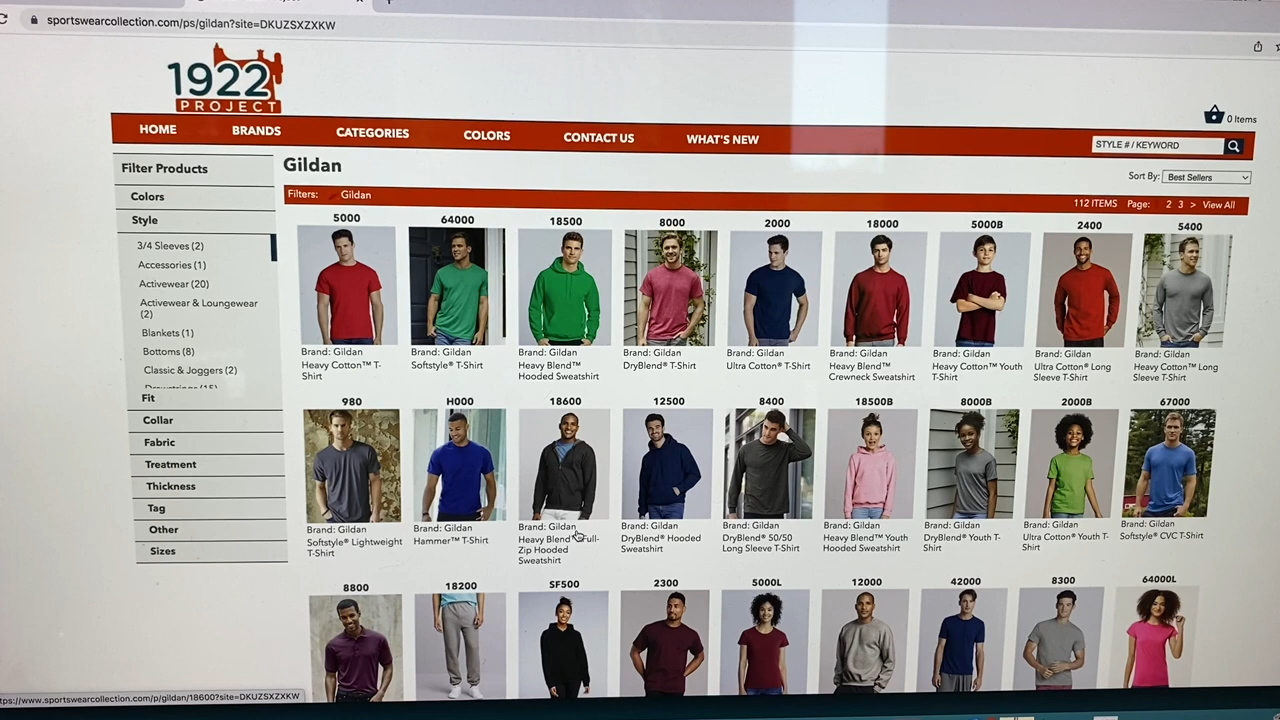 sportswearcollection.com/ps/gildan?site=DKUZSXZXKW
1922
PROJECT
0 Items
HOME BRANDS CATEGORIES COLORS CONTACT US WHAT'S NEW
STYLE # / KEYWORD
Filter Products
Gildan
Sort By: Best Sellers
Colors
Filters: Gildan
112 ITEMS Page: 2 3 > View All
Style
3/4 Sleeves (2)
Accessories (1)
Activewear (20)
Activewear & Loungewear
(2)
Blankets (1)
Bottoms (8)
Classic & Joggers (2)
Drawstrings (15)
Fit
Collar
Fabric
Treatment
Thickness
Tag
Other
Sizes
5000 64000 18500 8000 2000 18000 5000B 2400 5400
Brand: Gildan Brand: Gildan Brand: Gildan Brand: Gildan Brand: Gildan Brand: Gildan Brand: Gildan Brand: Gildan Brand: Gildan
Heavy Cotton™ T- Softstyle® T-Shirt Heavy Blend™ DryBlend® T-Shirt Ultra Cotton® T-Shirt Heavy Blend™ Heavy Cotton™ Youth Ultra Cotton® Long Heavy Cotton™ Long
Shirt Hooded Sweatshirt Crewneck Sweatshirt T-Shirt Sleeve T-Shirt Sleeve T-Shirt
980 H000 18600 12500 8400 18500B 8000B 2000B 67000
Brand: Gildan Brand: Gildan Brand: Gildan Brand: Gildan Brand: Gildan Brand: Gildan Brand: Gildan Brand: Gildan Brand: Gildan
Softstyle® Lightweight Hammer™ T-Shirt Heavy Blend™ Full- DryBlend® Hooded DryBlend® 50/50 Heavy Blend™ Youth DryBlend® Youth Ultra Cotton® Youth T- Softstyle® CVC T-Shirt
T-Shirt Zip Hooded Sweatshirt Long Sleeve T-Shirt Hooded Sweatshirt T-Shirt Shirt
Sweatshirt
8800 18200 SF500 2300 5000L 12000 42000 8300 64000L
tps://www.sportswearcollection.com/p/gildan/18600?site=DKUZSXZXKW